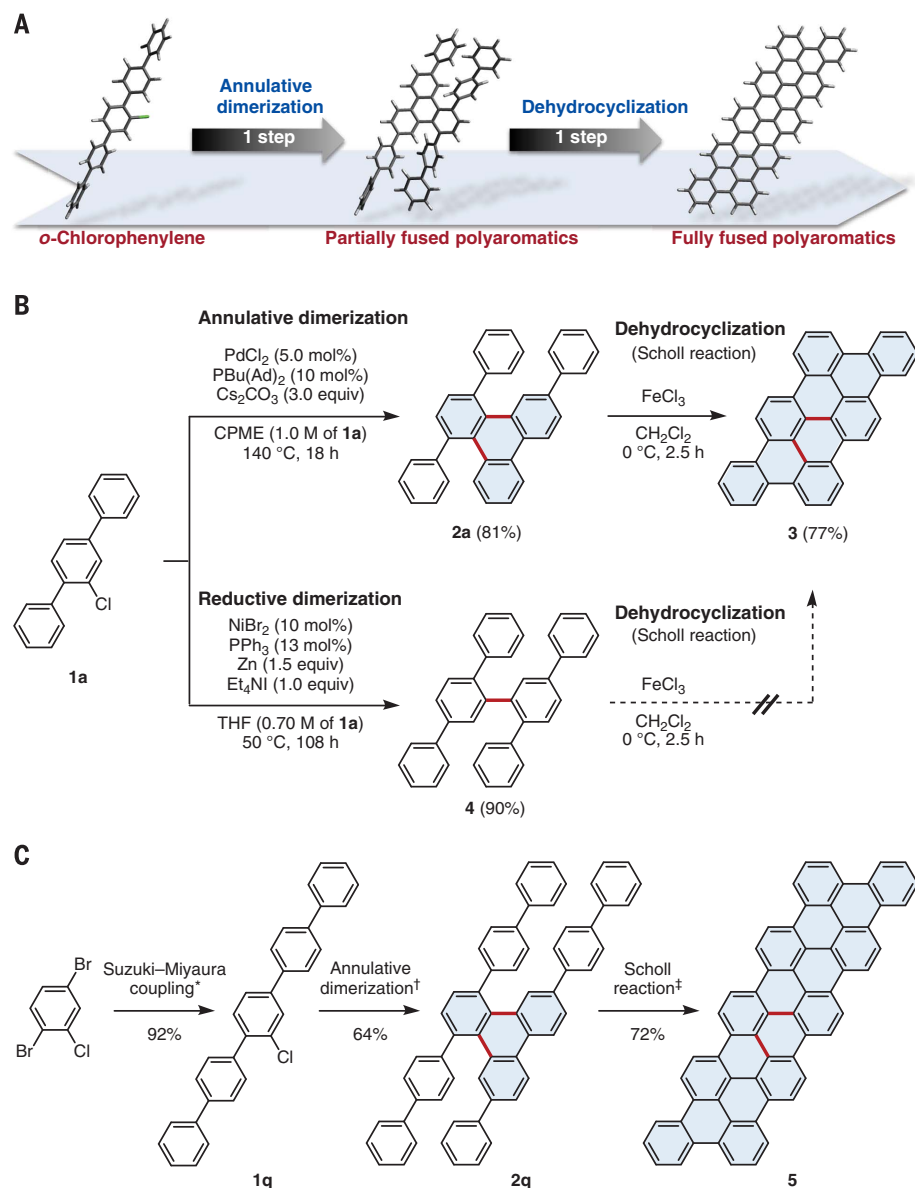 A
Annulative
dimerization
1 step
Dehydrocyclization
1 step
o-Chlorophenylene
Partially fused polyaromatics
Fully fused polyaromatics
B
Annulative dimerization
PdCl2 (5.0 mol%)
PBu(Ad)2 (10 mol%)
Cs2CO3 (3.0 equiv)
CPME (1.0 M of 1a)
140 °C, 18 h
2a (81%)
Dehydrocyclization
(Scholl reaction)
FeCl3
CH2Cl2
0 °C, 2.5 h
3 (77%)
Cl
1a
Reductive dimerization
NiBr2 (10 mol%)
PPh3 (13 mol%)
Zn (1.5 equiv)
Et4NI (1.0 equiv)
THF (0.70 M of 1a)
50 °C, 108 h
4 (90%)
Dehydrocyclization
(Scholl reaction)
FeCl3
CH2Cl2
0 °C, 2.5 h
C
Br
Br
Cl
Suzuki–Miyaura
coupling*
92%
Cl
1q
Annulative
dimerization†
64%
2q
Scholl
reaction‡
72%
5